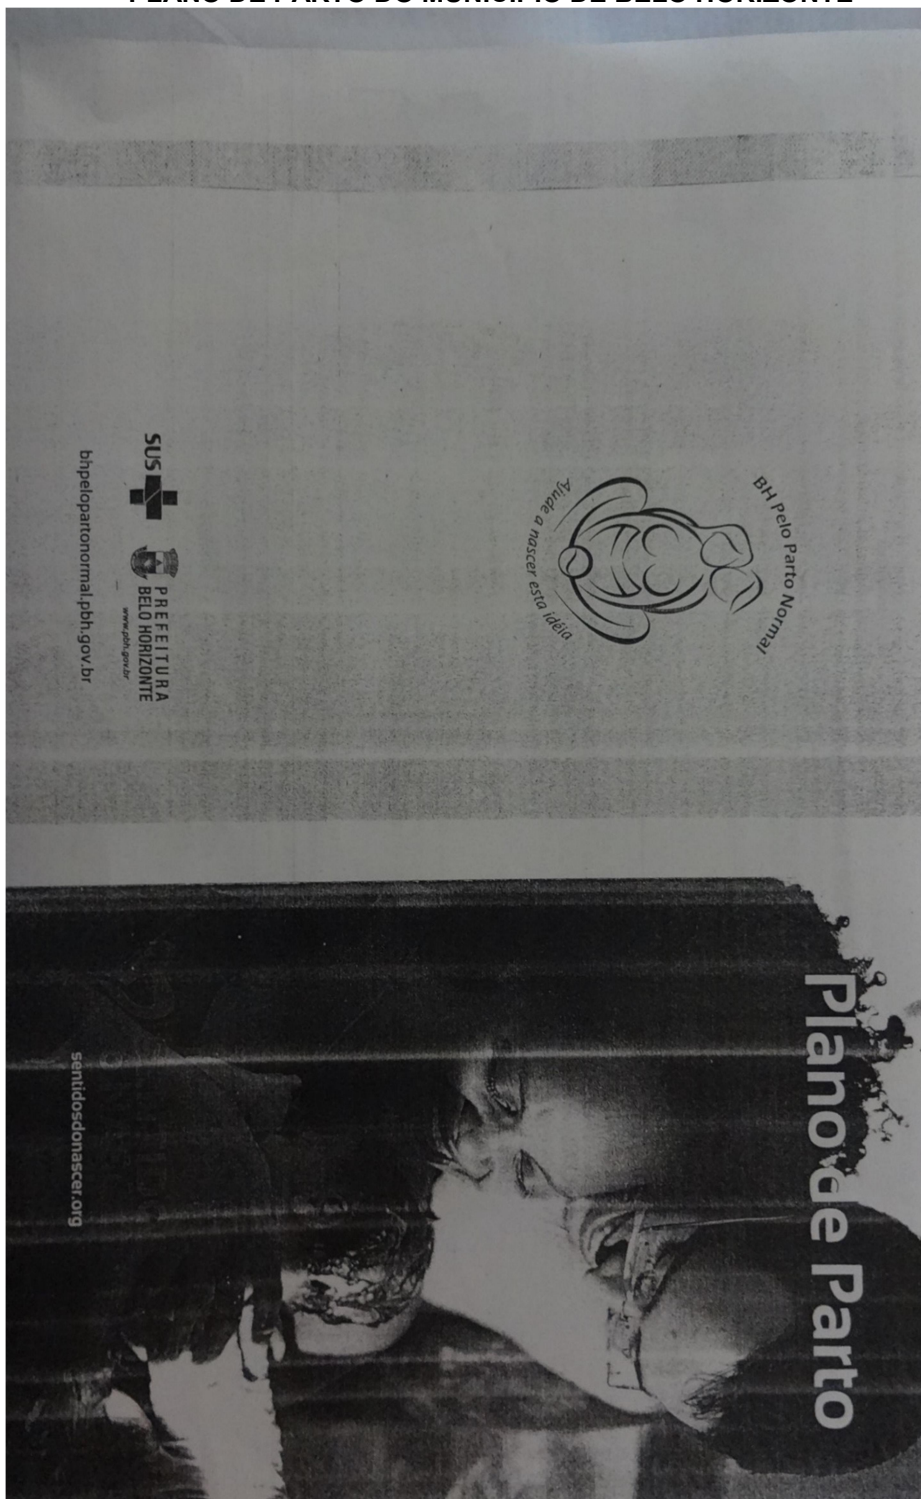 PLANO DE PARTO DO MUNICÍPIO DE BELO HORIZONTE
BH Pelo Parto Normal
Ajude a nascer esta idéia
SUS
PREFEITURA
BELO HORIZONTE
www.pbh.gov.br
bhpelopartonormal.pbh.gov.br
Plano de Parto
sentidosdonascer.org